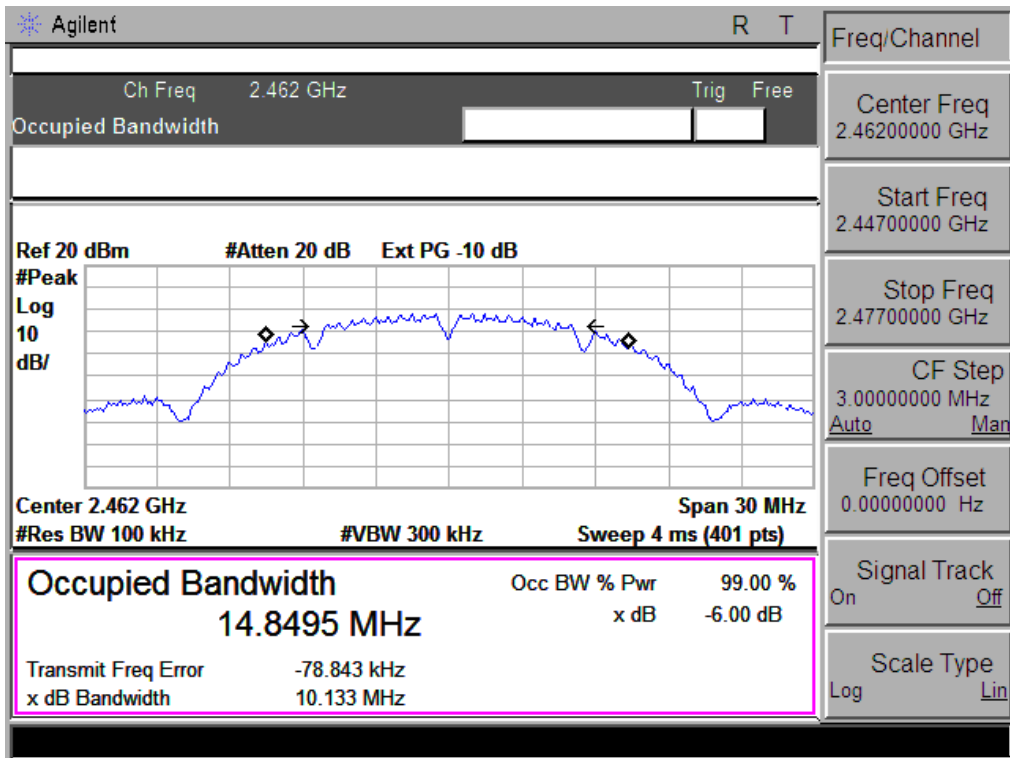 Agilent R T
Ch Freq 2.462 GHz Trig Free
Occupied Bandwidth
Ref 20 dBm #Atten 20 dB Ext PG -10 dB
#Peak
Log
10
dB/
Center 2.462 GHz Span 30 MHz
#Res BW 100 kHz #VBW 300 kHz Sweep 4 ms (401 pts)
Occupied Bandwidth
14.8495 MHz
Occ BW % Pwr 99.00 %
x dB -6.00 dB
Transmit Freq Error -78.843 kHz
x dB Bandwidth 10.133 MHz
Freq/Channel
Center Freq
2.46200000 GHz
Start Freq
2.44700000 GHz
Stop Freq
2.47700000 GHz
CF Step
3.00000000 MHz
Auto Man
Freq Offset
0.00000000 Hz
Signal Track
On Off
Scale Type
Log Lin